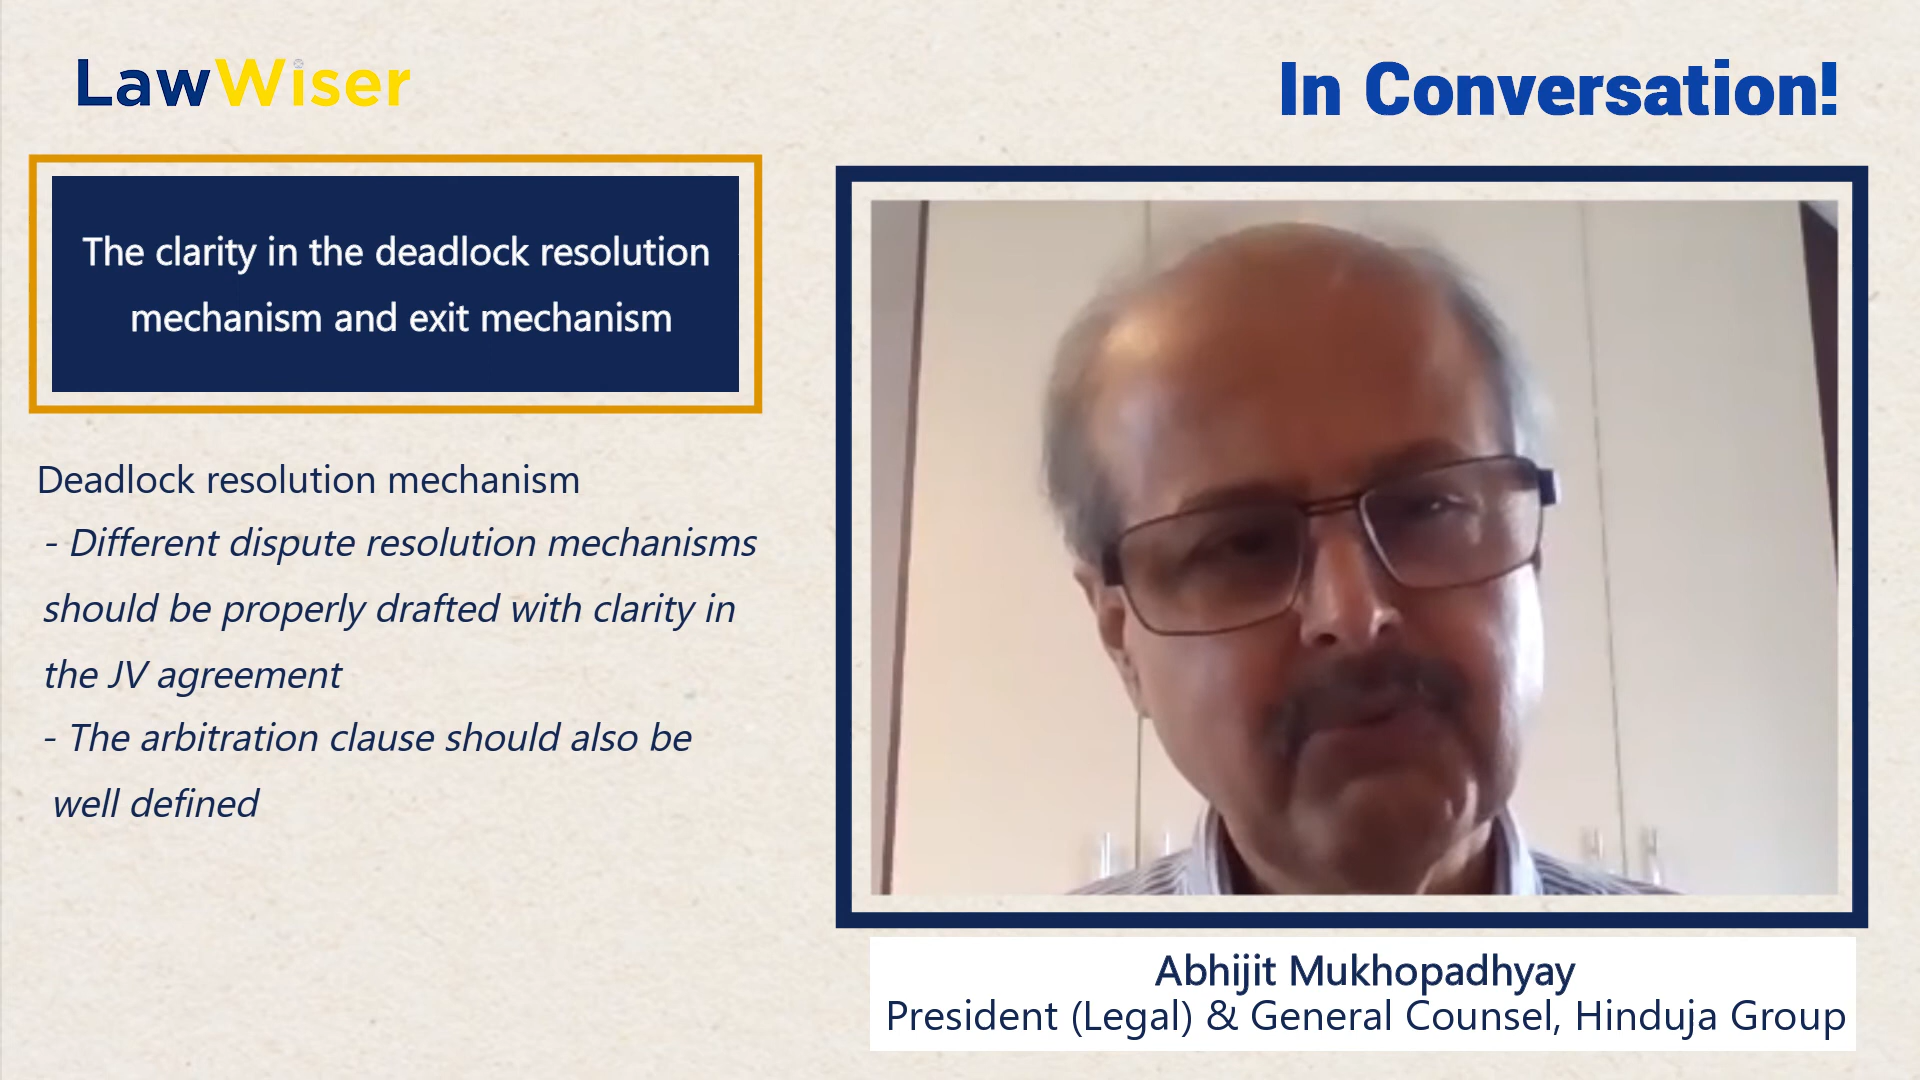 LawWiser
In Conversation!
The clarity in the deadlock resolution
mechanism and exit mechanism
Deadlock resolution mechanism
- Different dispute resolution mechanisms
should be properly drafted with clarity in
the JV agreement
- The arbitration clause should also be
well defined
Abhijit Mukhopadhyay
President (Legal) & General Counsel, Hinduja Group